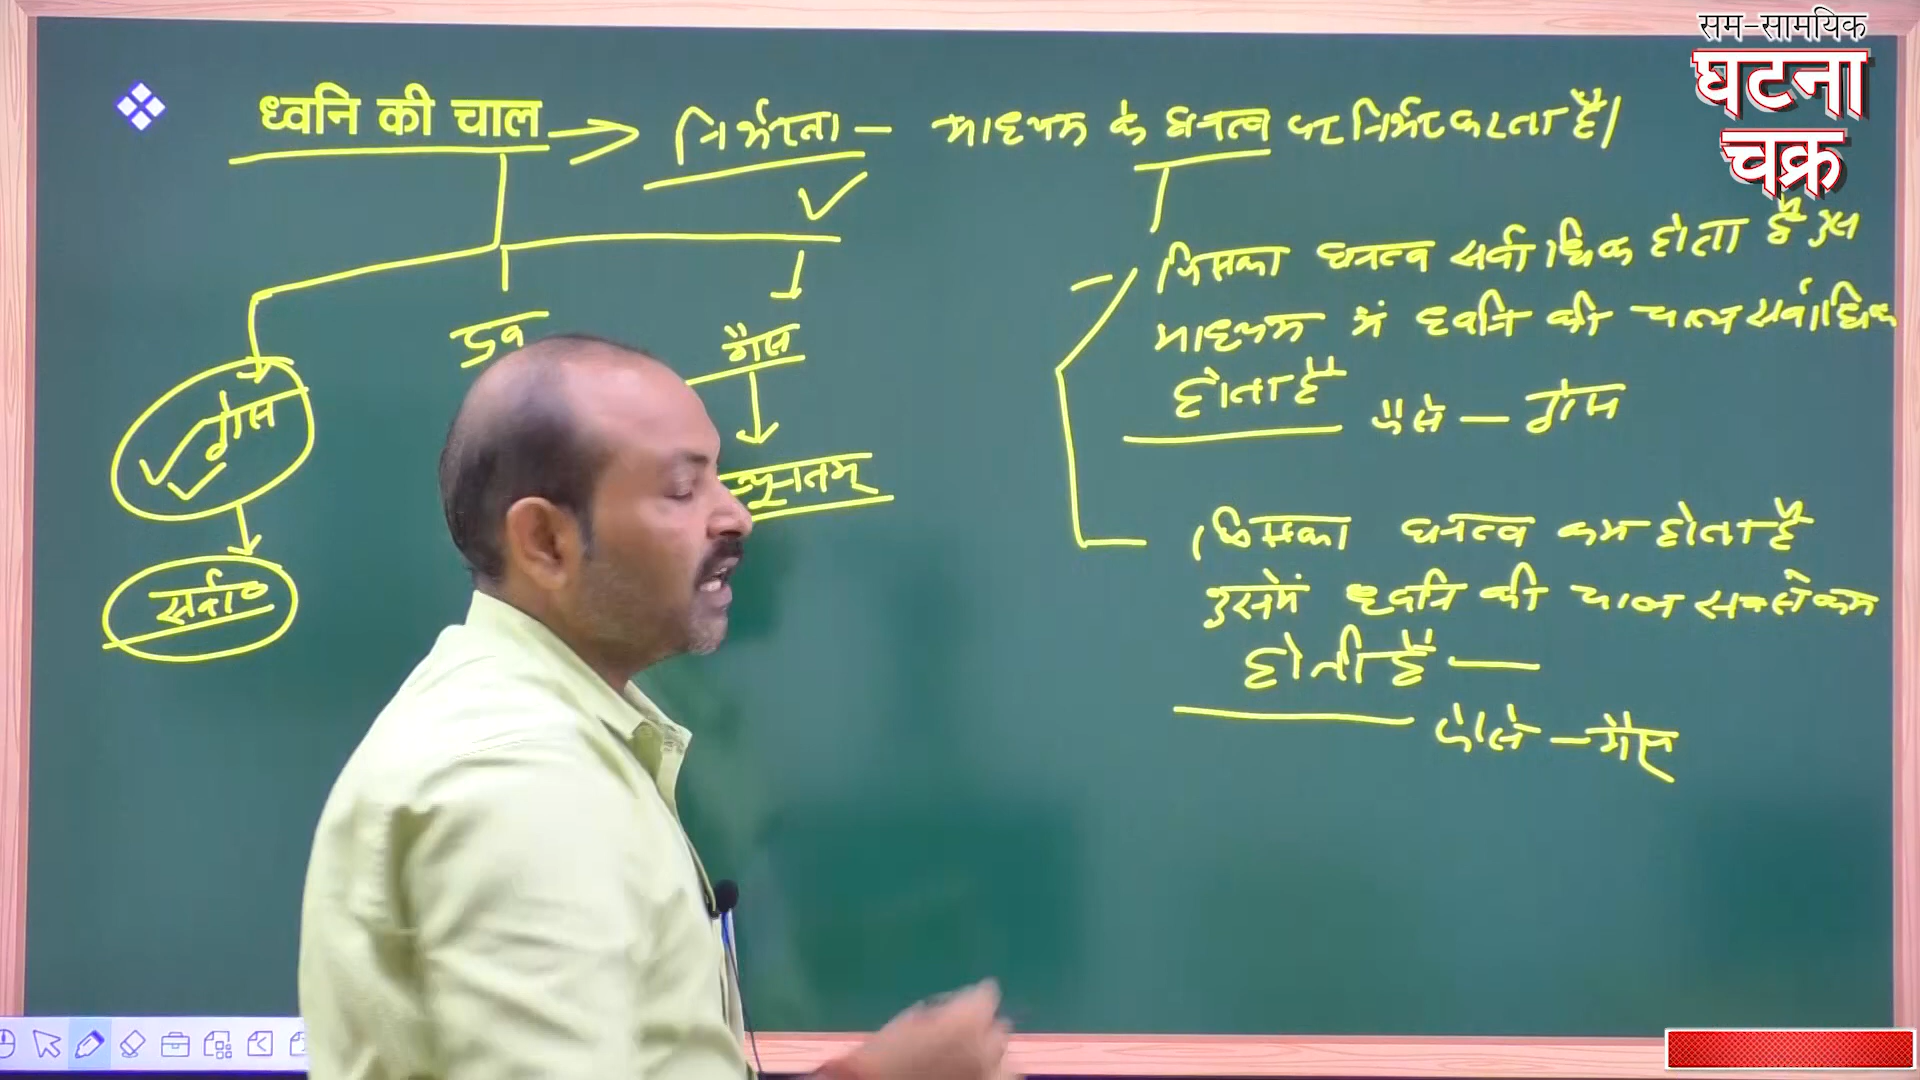 सम-सामयिक
घटना
चक्र
ध्वनि की चाल
निर्भरता – माध्यम के घनत्व पर निर्भर करता है।
जिसका घनत्व सर्वाधिक होता है उस
माध्यम में ध्वनि की चाल सर्वाधिक
होता है
जैसे – ठोस
द्रव
गैस
ठोस
न्यूनतम
सर्वा०
जिसका घनत्व कम होता है
उसमें ध्वनि की चाल सबसे कम
होती है –
जैसे – गैस